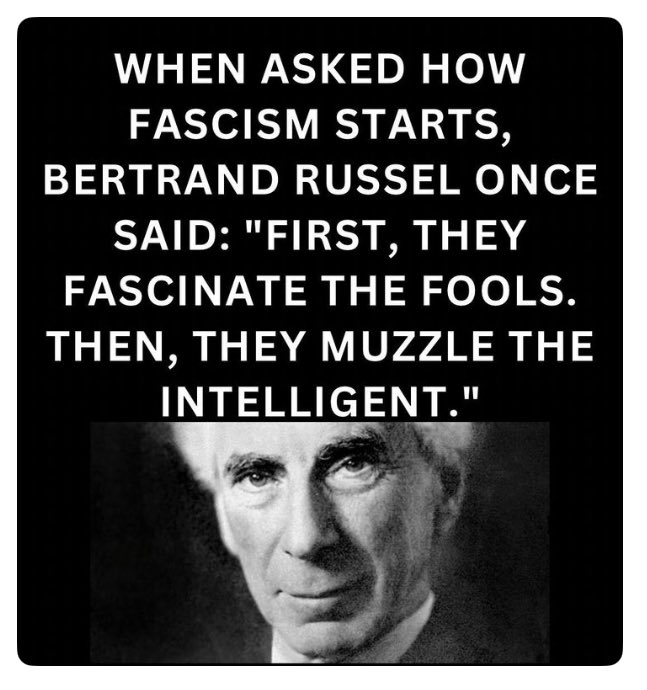 WHEN ASKED HOW
FASCISM STARTS,
BERTRAND RUSSEL ONCE
SAID: "FIRST, THEY
FASCINATE THE FOOLS.
THEN, THEY MUZZLE THE
INTELLIGENT."